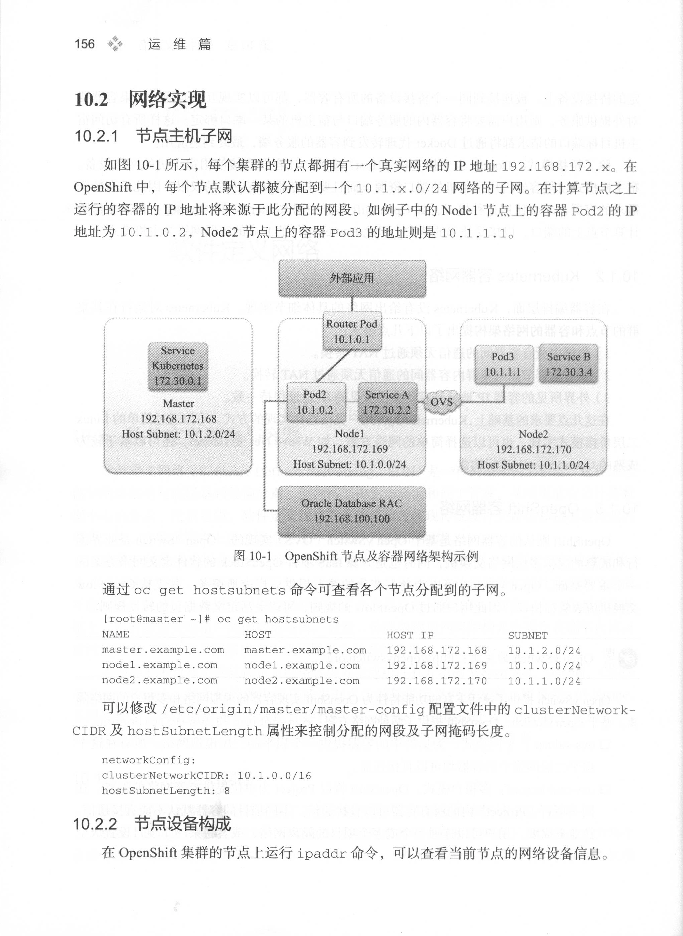 156 运 维 篇
10.2 网络实现
10.2.1 节点主机子网
如图 10-1 所示，每个集群的节点都拥有一个真实网络的 IP 地址 192.168.172.x。在
OpenShift 中，每个节点默认都被分配到一个 10.1.x.0/24 网络的子网。在计算节点之上
运行的容器的 IP 地址将来源于此分配的网段。如例子中的 Node1 节点上的容器 Pod2 的 IP
地址为 10.1.0.2，Node2 节点上的容器 Pod3 的地址则是 10.1.1.1。
外部应用
Router Pod
10.1.0.1
Service
Kubernetes
172.30.0.1
Master
192.168.172.168
Host Subnet: 10.1.2.0/24
Pod2
10.1.0.2
Service A
172.30.2.2
Node1
192.168.172.169
Host Subnet: 10.1.0.0/24
OVS
Pod3
10.1.1.1
Service B
172.30.3.4
Node2
192.168.172.170
Host Subnet: 10.1.1.0/24
Oracle Database RAC
192.168.100.100
图 10-1 OpenShift 节点及容器网络架构示例
通过 oc get hostsubnets 命令可查看各个节点分配到的子网。
[root@master ~]# oc get hostsubnets
NAME HOST HOST IP SUBNET
master.example.com master.example.com 192.168.172.168 10.1.2.0/24
node1.example.com node1.example.com 192.168.172.169 10.1.0.0/24
node2.example.com node2.example.com 192.168.172.170 10.1.1.0/24
可以修改 /etc/origin/master/master-config 配置文件中的 clusterNetwork-
CIDR 及 hostSubnetLength 属性来控制分配的网段及子网掩码长度。
networkConfig:
clusterNetworkCIDR: 10.1.0.0/16
hostSubnetLength: 8
10.2.2 节点设备构成
在 OpenShift 集群的节点上运行 ipaddr 命令，可以查看当前节点的网络设备信息。